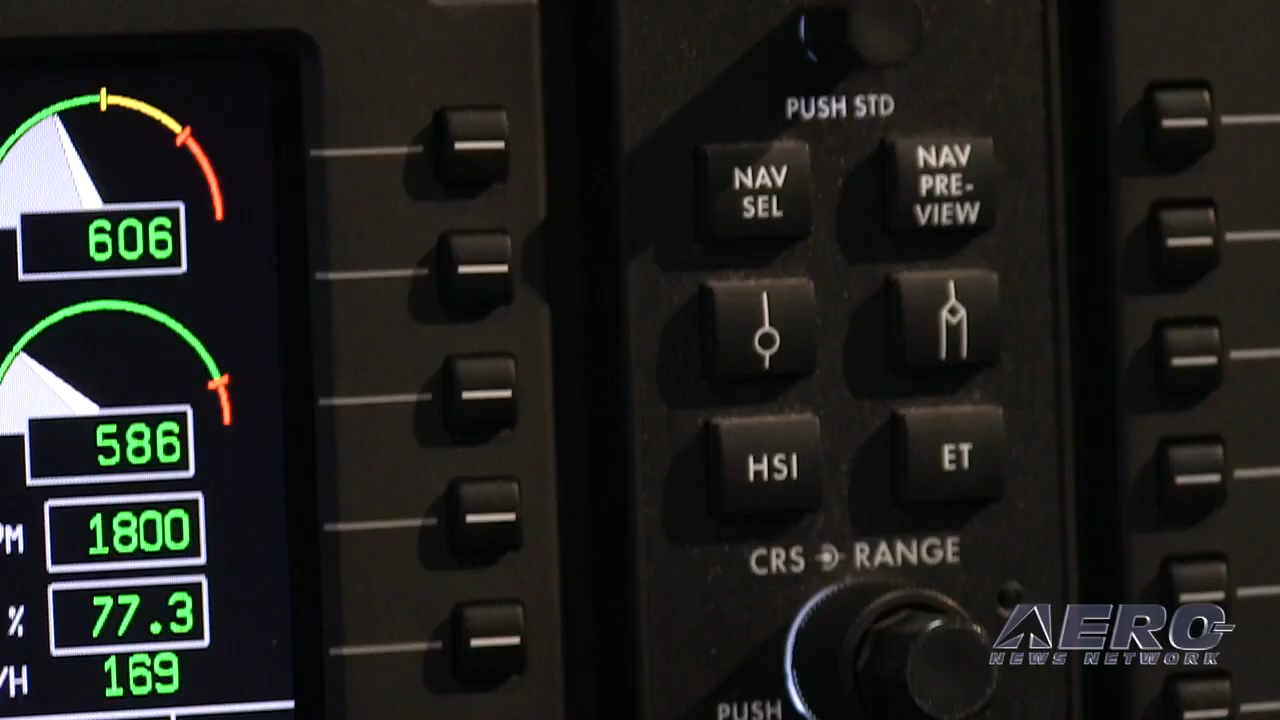 606
586
1800
%
77.3
169
PUSH STD
NAV
SEL
NAV
PRE-
VIEW
HSI
ET
CRS RANGE
PUSH
AERO
NEWS NETWORK